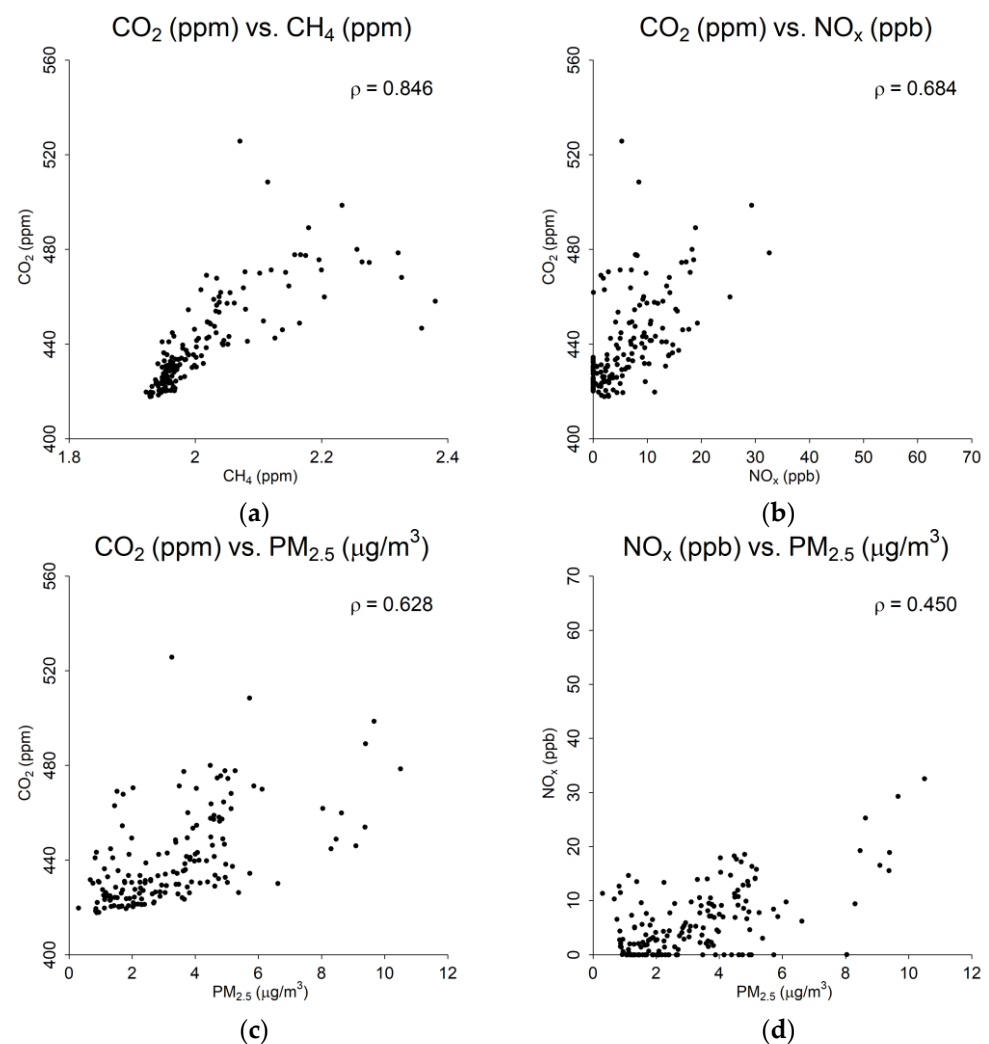 CO₂ (ppm) vs. CH₄ (ppm)
ρ = 0.846
560
520
480
440
400
CO₂ (ppm)
1.8 2 2.2 2.4
CH₄ (ppm)
(a)
CO₂ (ppm) vs. NOₓ (ppb)
ρ = 0.684
560
520
480
440
400
CO₂ (ppm)
0 10 20 30 40 50 60 70
NOₓ (ppb)
(b)
CO₂ (ppm) vs. PM₂.₅ (μg/m³)
ρ = 0.628
560
520
480
440
400
CO₂ (ppm)
0 2 4 6 8 10 12
PM₂.₅ (μg/m³)
(c)
NOₓ (ppb) vs. PM₂.₅ (μg/m³)
ρ = 0.450
70
60
50
40
30
20
10
0
NOₓ (ppb)
0 2 4 6 8 10 12
PM₂.₅ (μg/m³)
(d)